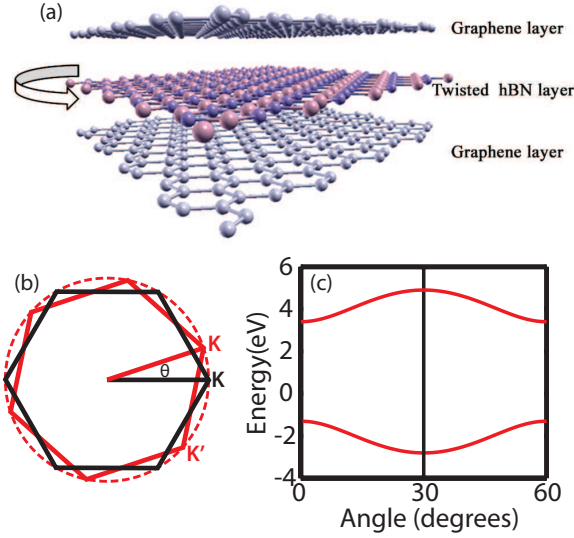 (a)
Graphene layer
Twisted hBN layer
Graphene layer
(b)
K
θ
K
K'
(c)
Energy(eV)
6
4
2
0
-2
-4
0
30
60
Angle (degrees)